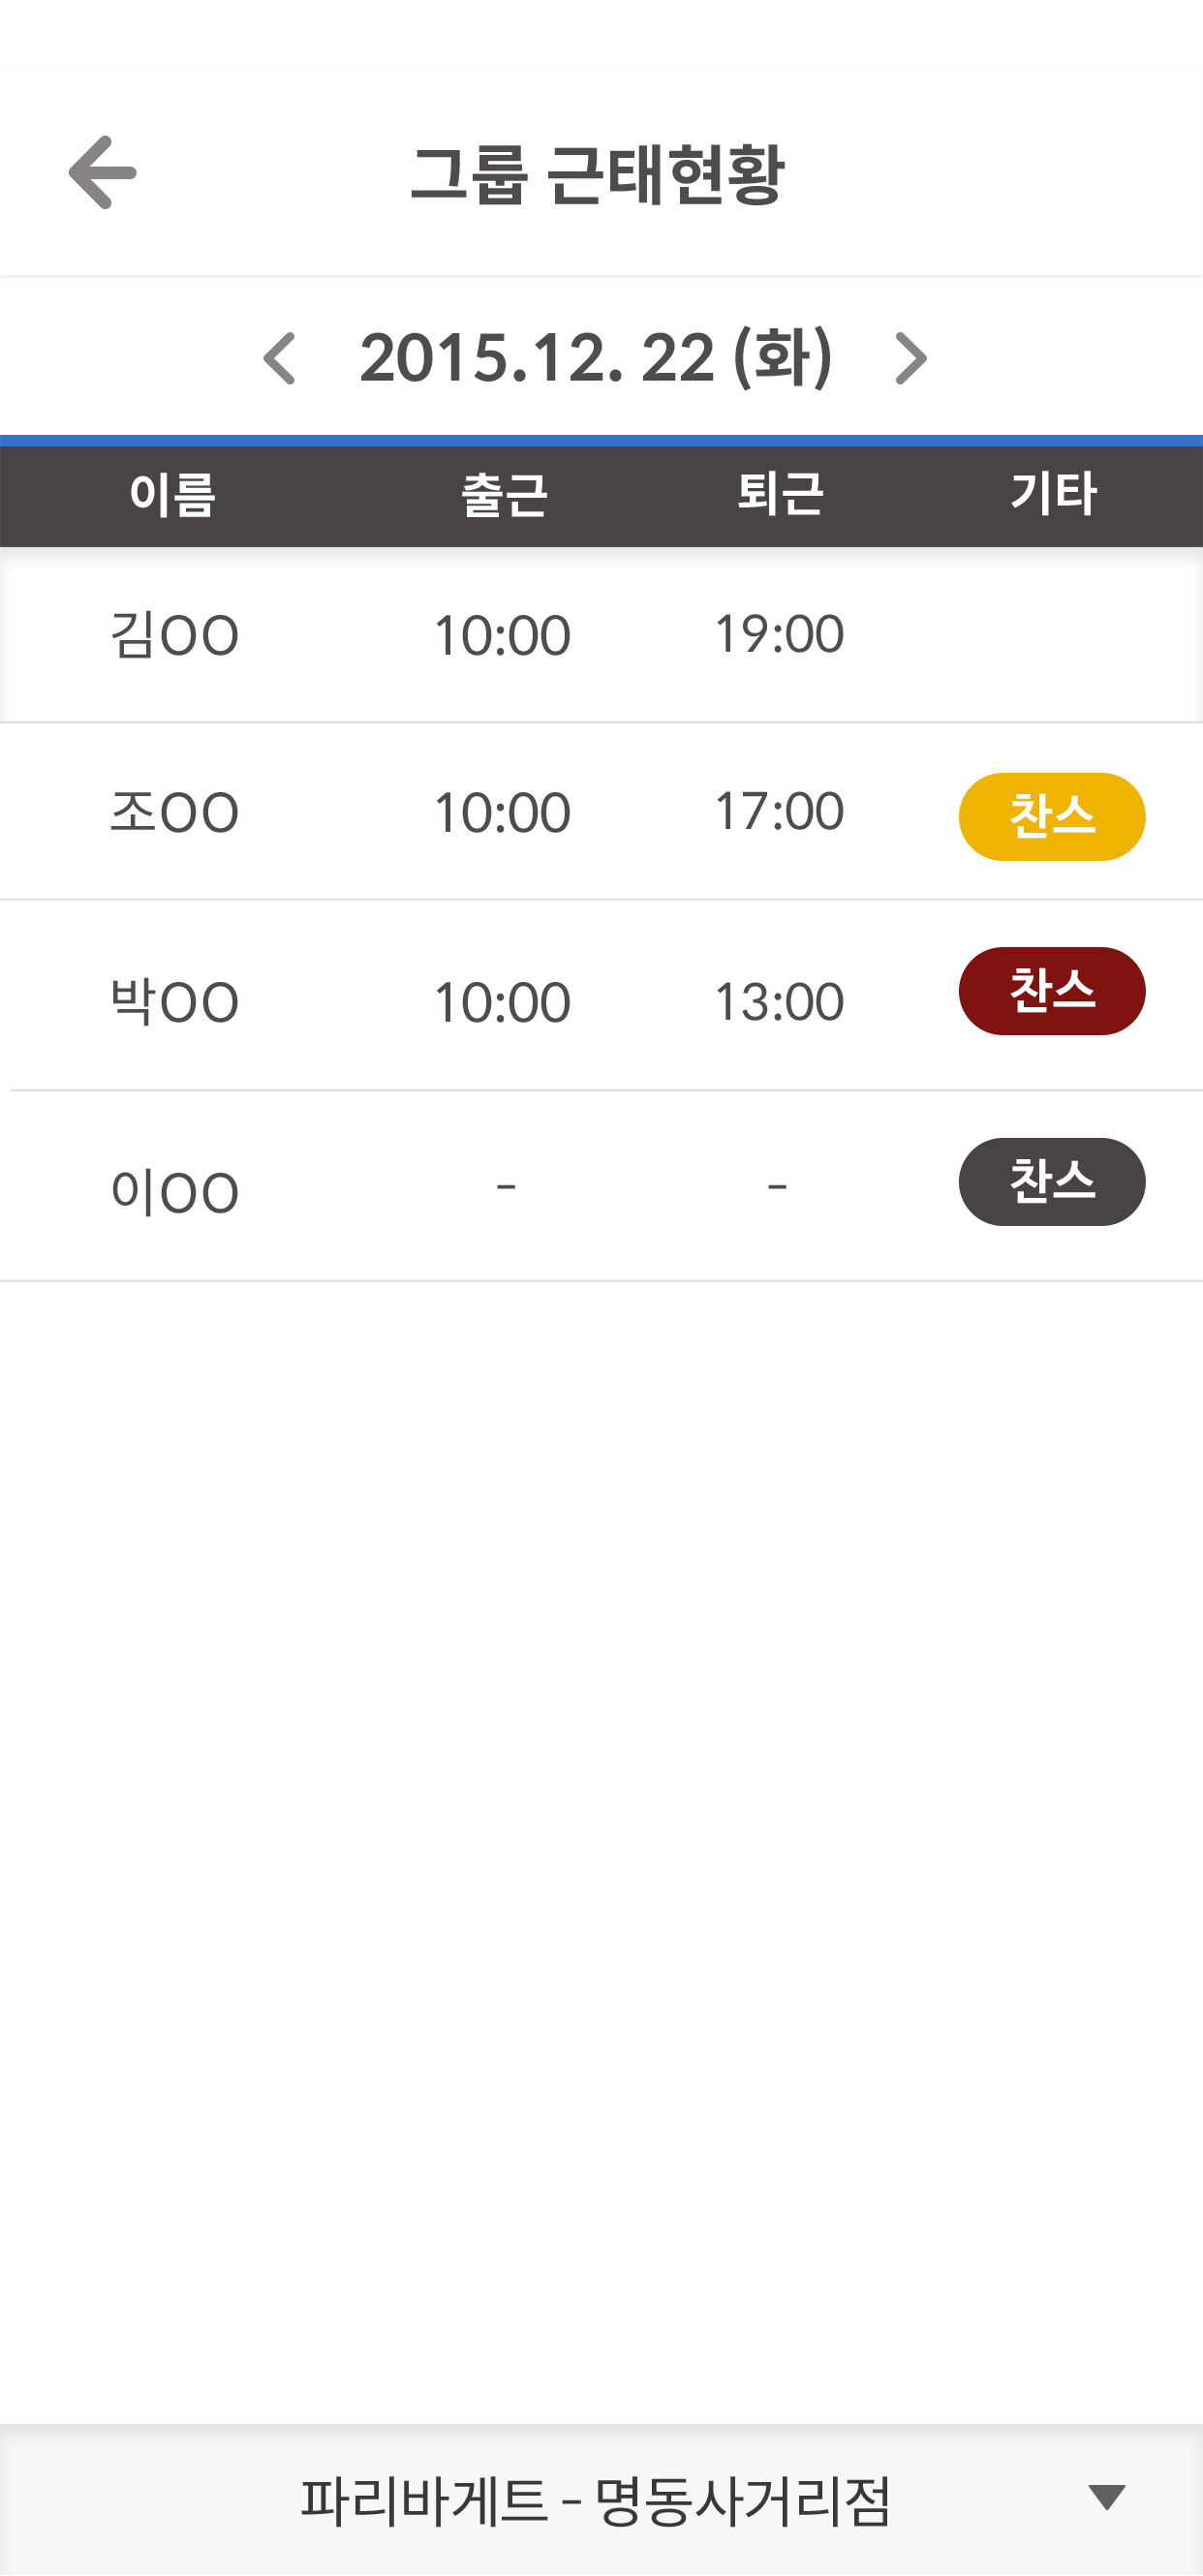 그룹 근태현황
2015.12. 22 (화)
이름 출근 퇴근 기타
김OO 10:00 19:00
조OO 10:00 17:00 찬스
박OO 10:00 13:00 찬스
이OO - - 찬스
파리바게트 - 명동사거리점